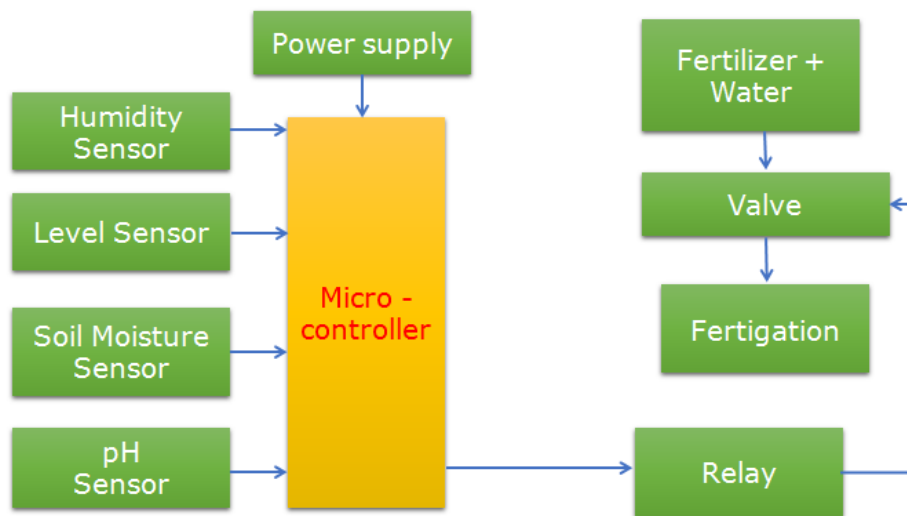 Power supply
Fertilizer +
Water
Humidity
Sensor
Valve
Level Sensor
Micro -
controller
Soil Moisture
Sensor
Fertigation
pH
Sensor
Relay